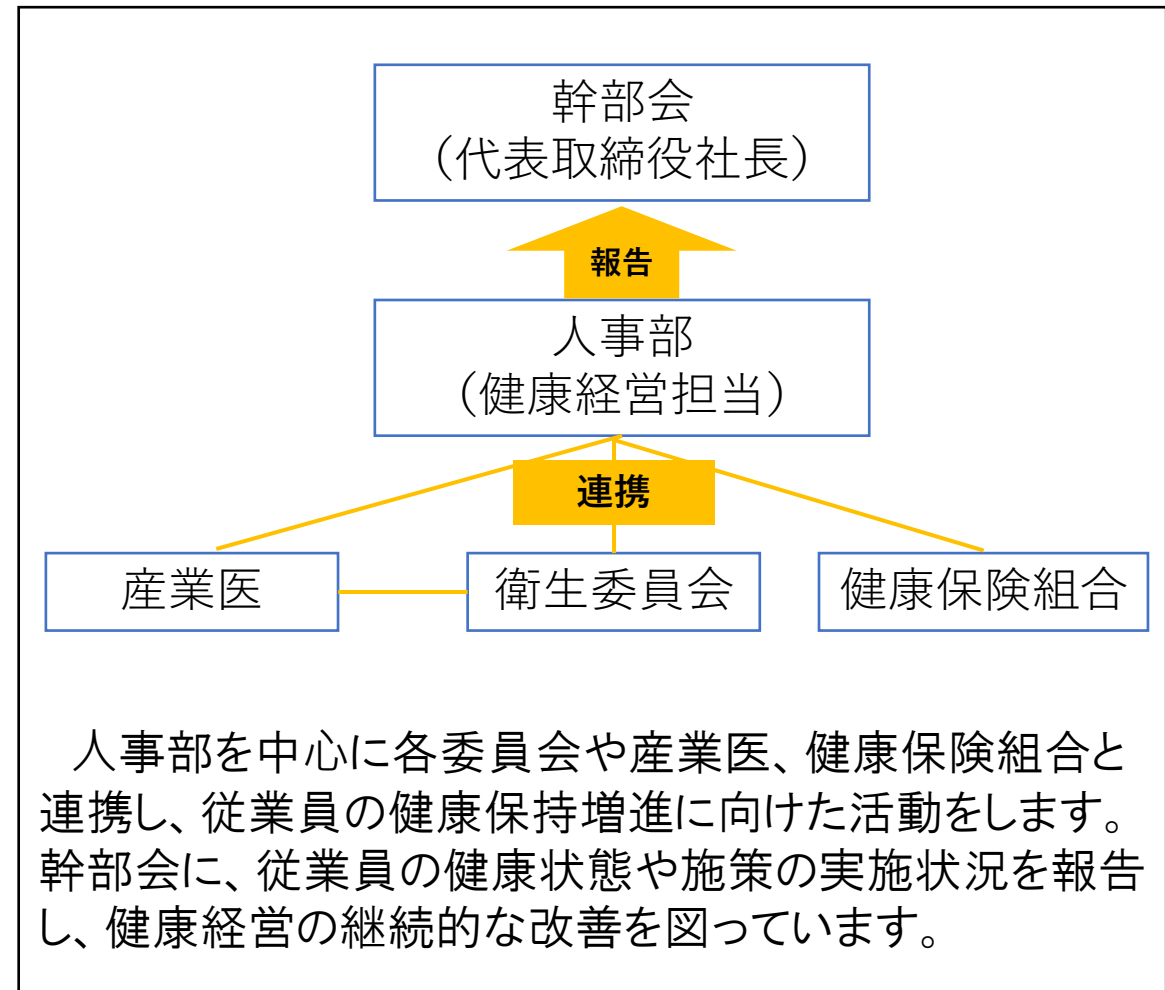 幹部会
（代表取締役社長）
報告
人事部
（健康経営担当）
連携
産業医
衛生委員会
健康保険組合
　人事部を中心に各委員会や産業医、健康保険組合と
連携し、従業員の健康保持増進に向けた活動をします。
幹部会に、従業員の健康状態や施策の実施状況を報告
し、健康経営の継続的な改善を図っています。